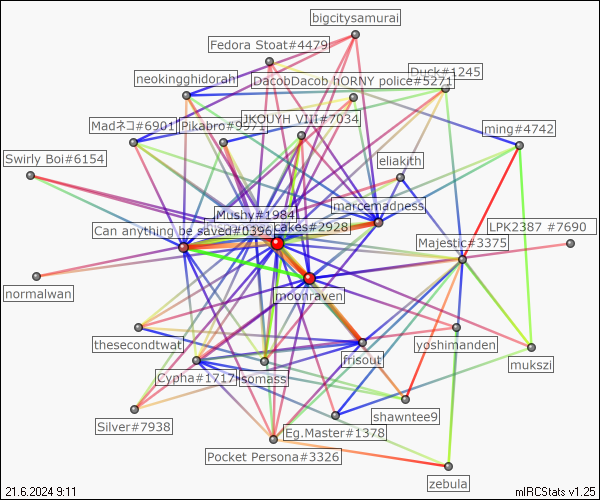 bigcitysamurai
Fedora Stoat#4479
Duck#1245
neokingghidorah
DacobDacob hORNY police#5271
Madネコ#6901
Pikabro#9971
JKOUYH VIII#7034
ming#4742
Swirly Boi#6154
eliakith
marcemadness
Mushy#1984
Can anything be saved#0396
cakes#2928
LPK2387 #7690
Majestic#3375
normalwan
moonraven
thesecondtwat
frisout
yoshimanden
mukszi
Cypha#1717
somass
shawntee9
Silver#7938
Eg.Master#1378
Pocket Persona#3326
zebula
21.6.2024 9:11
mIRCStats v1.25